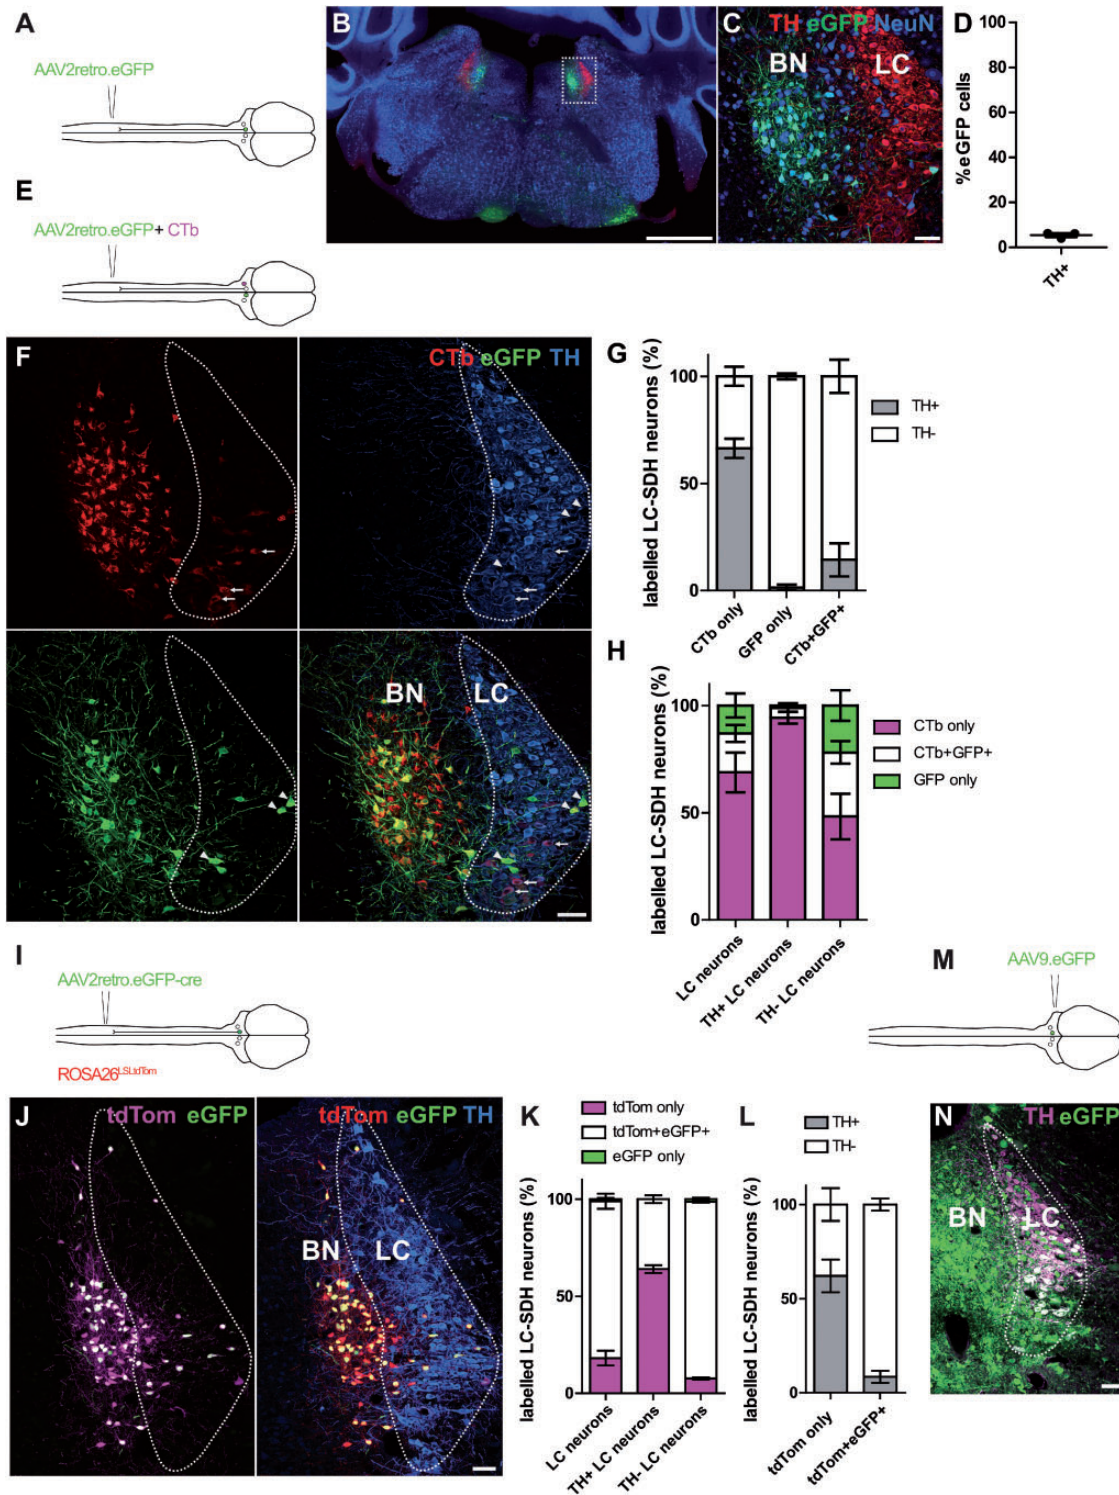 A
AAV2retro.eGFP
B
C
TH eGFP NeuN
BN
LC
D
100
80
60
40
20
0
%eGFP cells
TH+
E
AAV2retro.eGFP+ CTb
F
CTb eGFP TH
BN
LC
G
labelled LC-SDH neurons (%)
100
50
0
CTb only
GFP only
CTb+GFP+
TH+
TH-
H
labelled LC-SDH neurons (%)
100
50
0
LC neurons
TH+ LC neurons
TH- LC neurons
CTb only
CTb+GFP+
GFP only
I
AAV2retro.eGFP-cre
ROSA26LSLtdTom
J
tdTom eGFP
tdTom eGFP TH
BN
LC
K
tdTom only
tdTom+eGFP+
eGFP only
labelled LC-SDH neurons (%)
100
50
0
LC neurons
TH+ LC neurons
TH- LC neurons
L
TH+
TH-
labelled LC-SDH neurons (%)
100
50
0
tdTom only
tdTom+eGFP+
M
AAV9.eGFP
N
TH eGFP
BN
LC